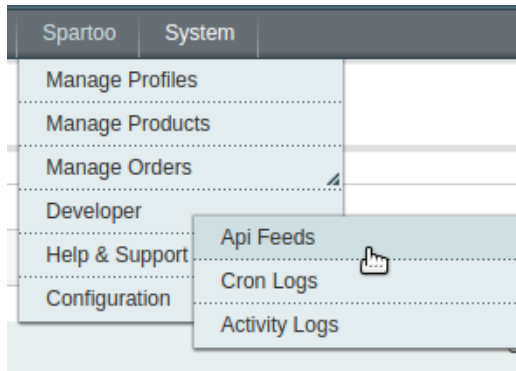 Spartoo System
Manage Profiles
Manage Products
Manage Orders
Developer
Help & Support
Configuration
Api Feeds
Cron Logs
Activity Logs